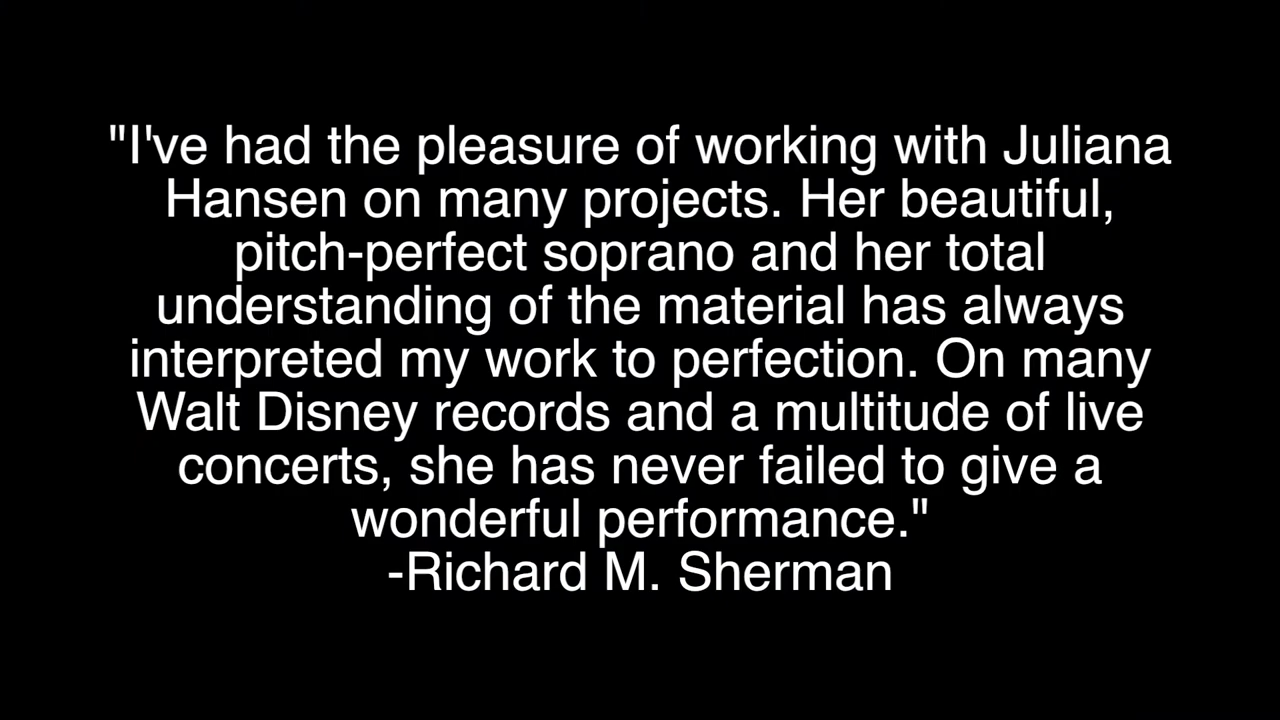 "I've had the pleasure of working with Juliana
Hansen on many projects. Her beautiful,
pitch-perfect soprano and her total
understanding of the material has always
interpreted my work to perfection. On many
Walt Disney records and a multitude of live
concerts, she has never failed to give a
wonderful performance."
-Richard M. Sherman